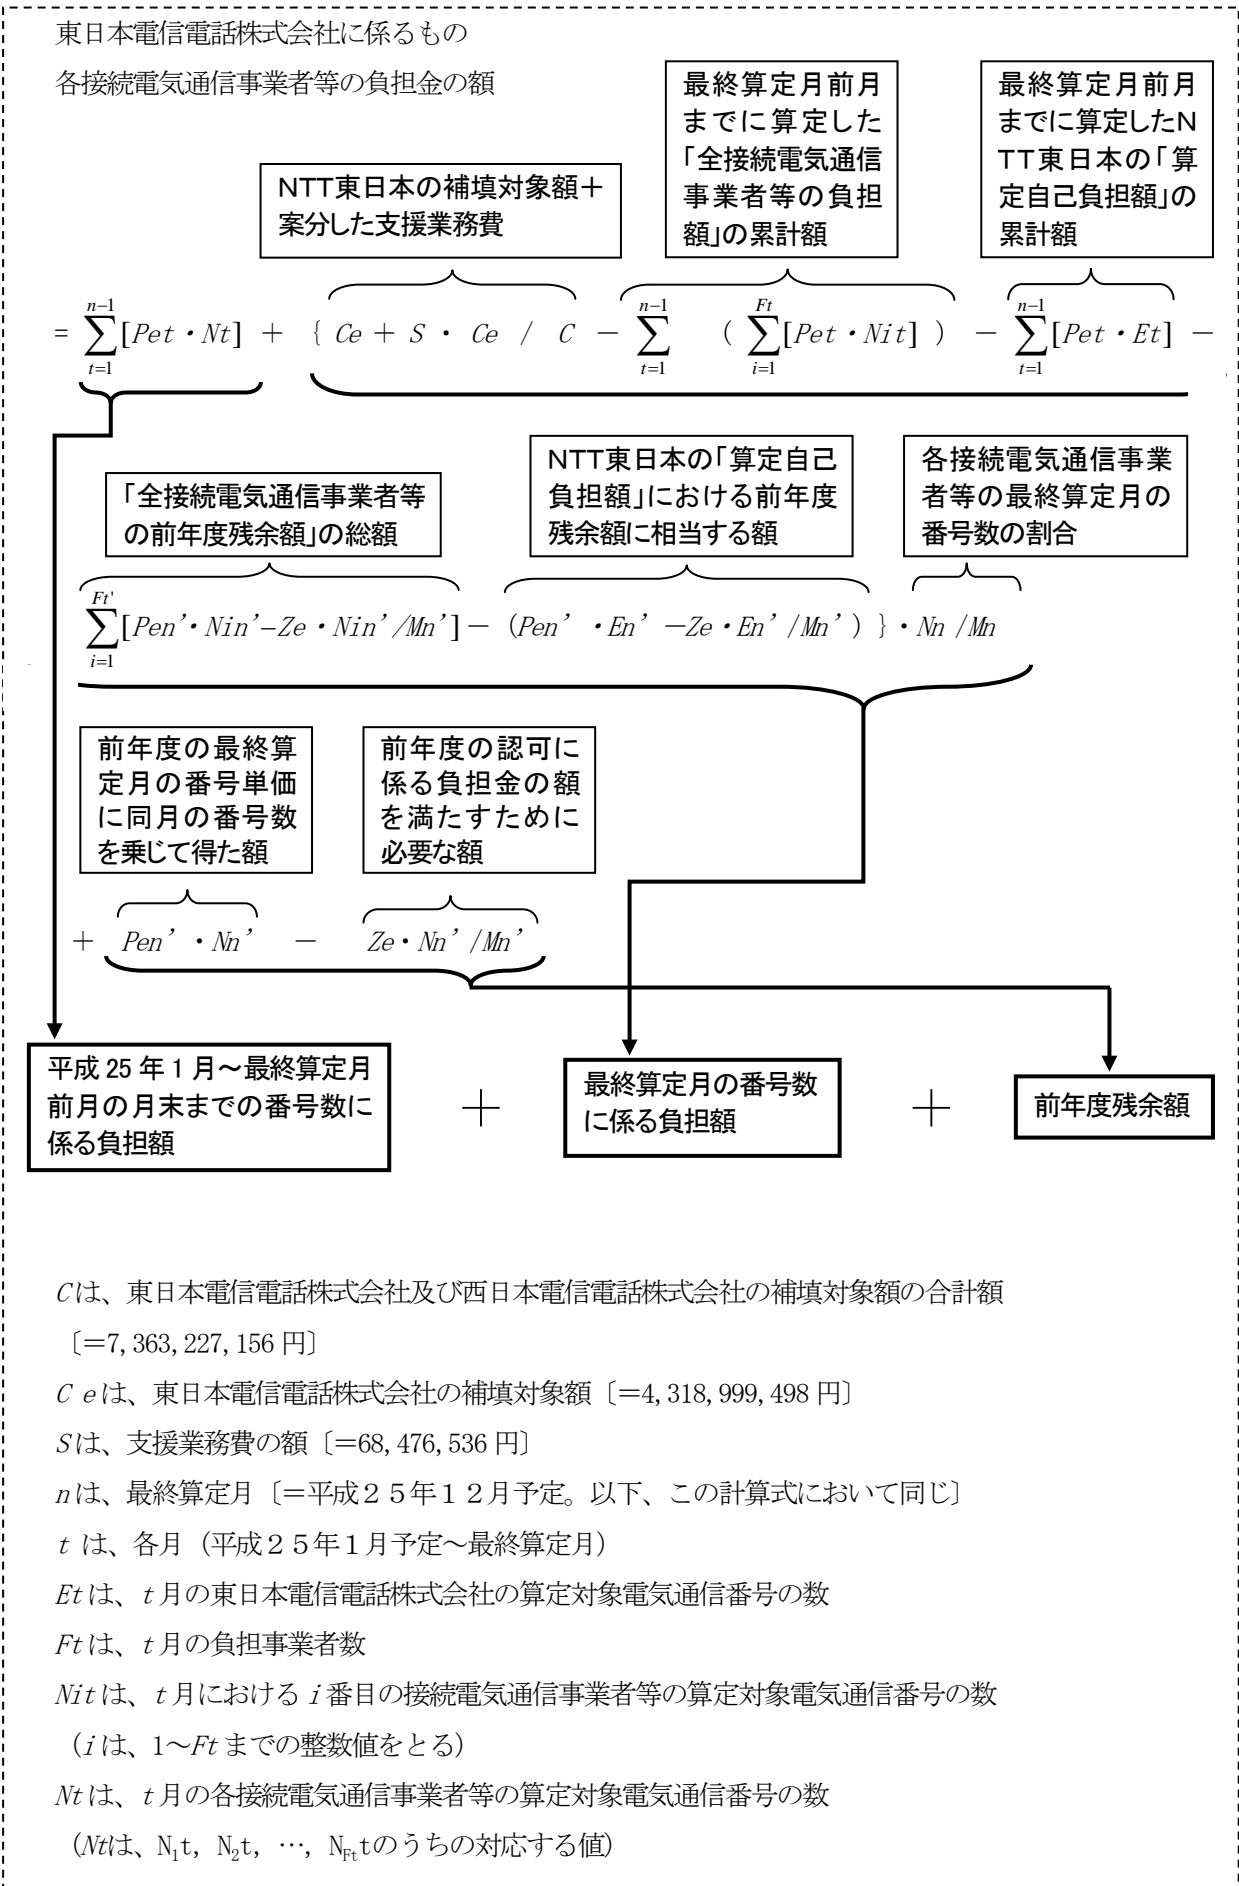 東日本電信電話株式会社に係るもの
各接続電気通信事業者等の負担金の額
最終算定月前月
までに算定した
「全接続電気通信
事業者等の負担
額」の累計額
最終算定月前月
までに算定したN
TT東日本の「算
定自己負担額」の
累計額
NTT東日本の補填対象額＋
案分した支援業務費
= \sum_{t=1}^{n-1}[Pet・Nt] ＋ { Ce + S ・ Ce / C －\sum_{t=1}^{n-1} (\sum_{i=1}^{Ft}[Pet・Nit] ) － \sum_{t=1}^{n-1}[Pet・Et] －
「全接続電気通信事業者等
の前年度残余額」の総額
NTT東日本の「算定自己
負担額」における前年度
残余額に相当する額
各接続電気通信事業
者等の最終算定月の
番号数の割合
\sum_{i=1}^{Ft'}[Pen'・Nin'−Ze・Nin'/Mn']－ (Pen' ・En' －Ze・En'/Mn' ) }・Nn /Mn
前年度の最終算
定月の番号単価
に同月の番号数
を乗じて得た額
前年度の認可に
係る負担金の額
を満たすために
必要な額
＋ Pen' ・Nn' － Ze・Nn' /Mn'
平成 25 年 1 月～最終算定月
前月の月末までの番号数に
係る負担額
＋
最終算定月の番号数
に係る負担額
＋
前年度残余額
Cは、東日本電信電話株式会社及び西日本電信電話株式会社の補填対象額の合計額
〔＝7,363,227,156 円〕
C eは、東日本電信電話株式会社の補填対象額〔＝4,318,999,498 円〕
Sは、支援業務費の額〔＝68,476,536 円〕
nは、最終算定月〔＝平成２５年１２月予定。以下、この計算式において同じ〕
t は、各月（平成２５年１月予定～最終算定月）
Etは、t月の東日本電信電話株式会社の算定対象電気通信番号の数
Ftは、t月の負担事業者数
Nitは、t月におけるi番目の接続電気通信事業者等の算定対象電気通信番号の数
（iは、1～Ftまでの整数値をとる）
Ntは、t月の各接続電気通信事業者等の算定対象電気通信番号の数
（Ntは、N₁t, N₂t, …, N_{Ft}tのうちの対応する値）